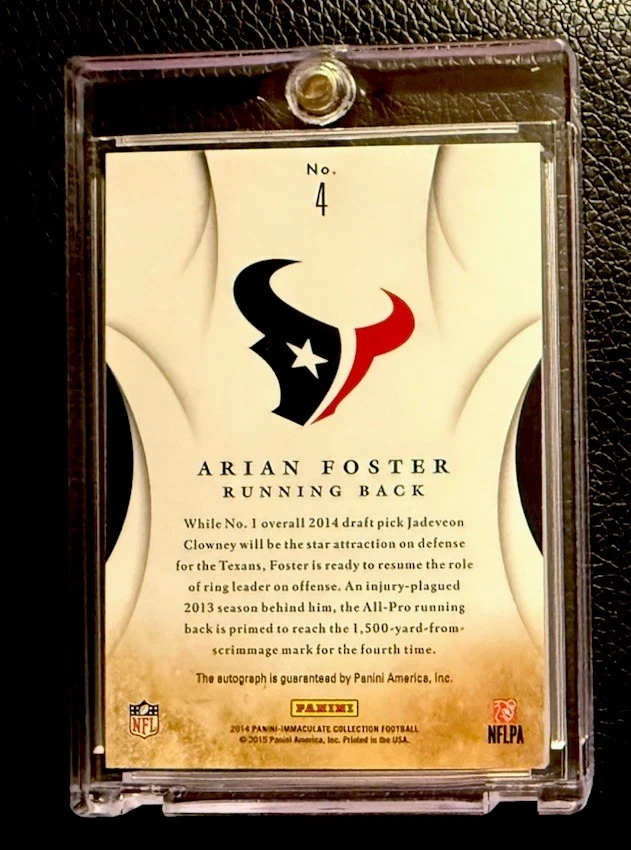 No.
4
ARIAN FOSTER
RUNNING BACK
While No. 1 overall 2014 draft pick Jadeveon
Clowney will be the star attraction on defense
for the Texans, Foster is ready to resume the role
of ring leader on offense. An injury-plagued
2013 season behind him, the All-Pro running
back is primed to reach the 1,500-yard-from-
scrimmage mark for the fourth time.
The autograph is guaranteed by Panini America, Inc.
PANINI
NFL
NFLPA
2014 PANINI-IMMACULATE COLLECTION FOOTBALL
© 2015 Panini America, Inc. Printed in the USA.